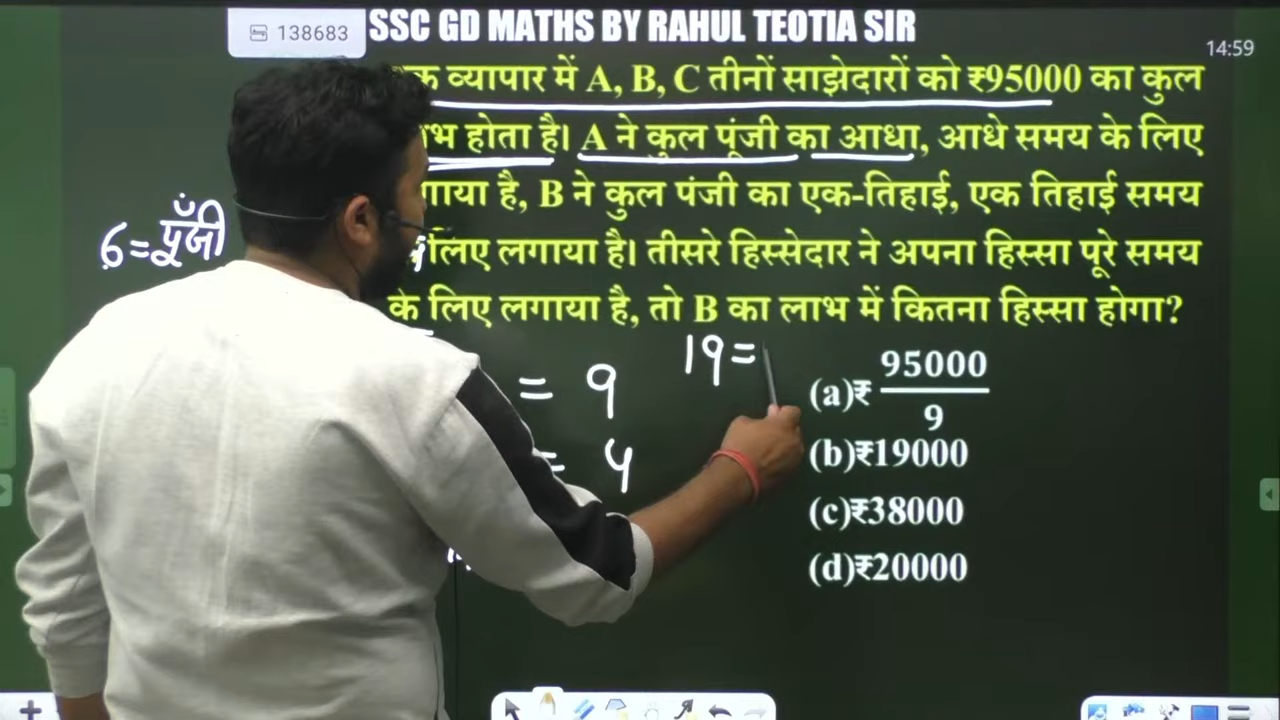 138683
SSC GD MATHS BY RAHUL TEOTIA SIR
14:59
व्यापार में A, B, C तीनों साझेदारों को ₹95000 का कुल
होता है। A ने कुल पूंजी का आधा, आधे समय के लिए
है, B ने कुल पंजी का एक-तिहाई, एक तिहाई समय
लिए लगाया है। तीसरे हिस्सेदार ने अपना हिस्सा पूरे समय
के लिए लगाया है, तो B का लाभ में कितना हिस्सा होगा?
6=पूँजी
= 9
= 4
19=
(a)₹ 95000/9
(b)₹19000
(c)₹38000
(d)₹20000